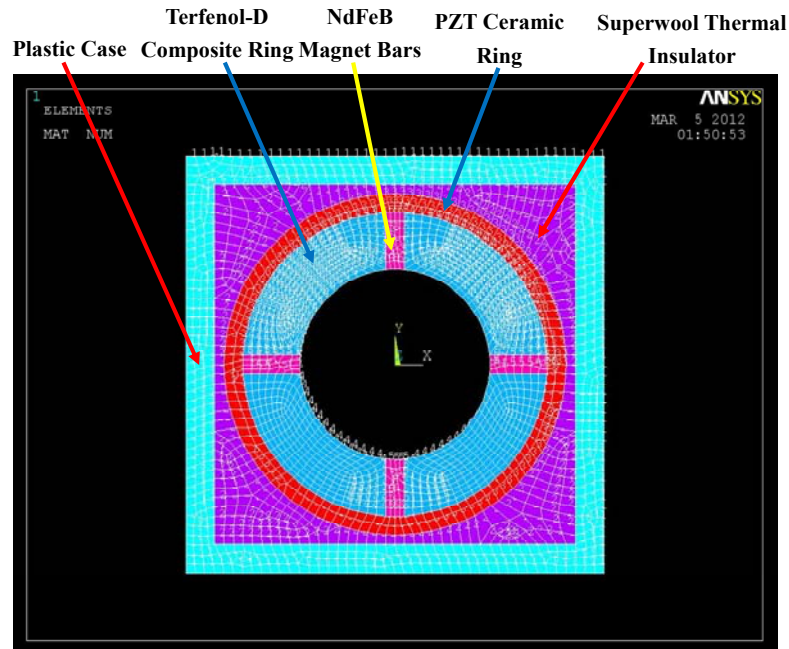 Plastic Case
Terfenol-D
Composite Ring
NdFeB
Magnet Bars
PZT Ceramic
Ring
Superwool Thermal
Insulator
1
ELEMENTS
MAT NUM
ANSYS
MAR 5 2012
01:50:53
Y
X